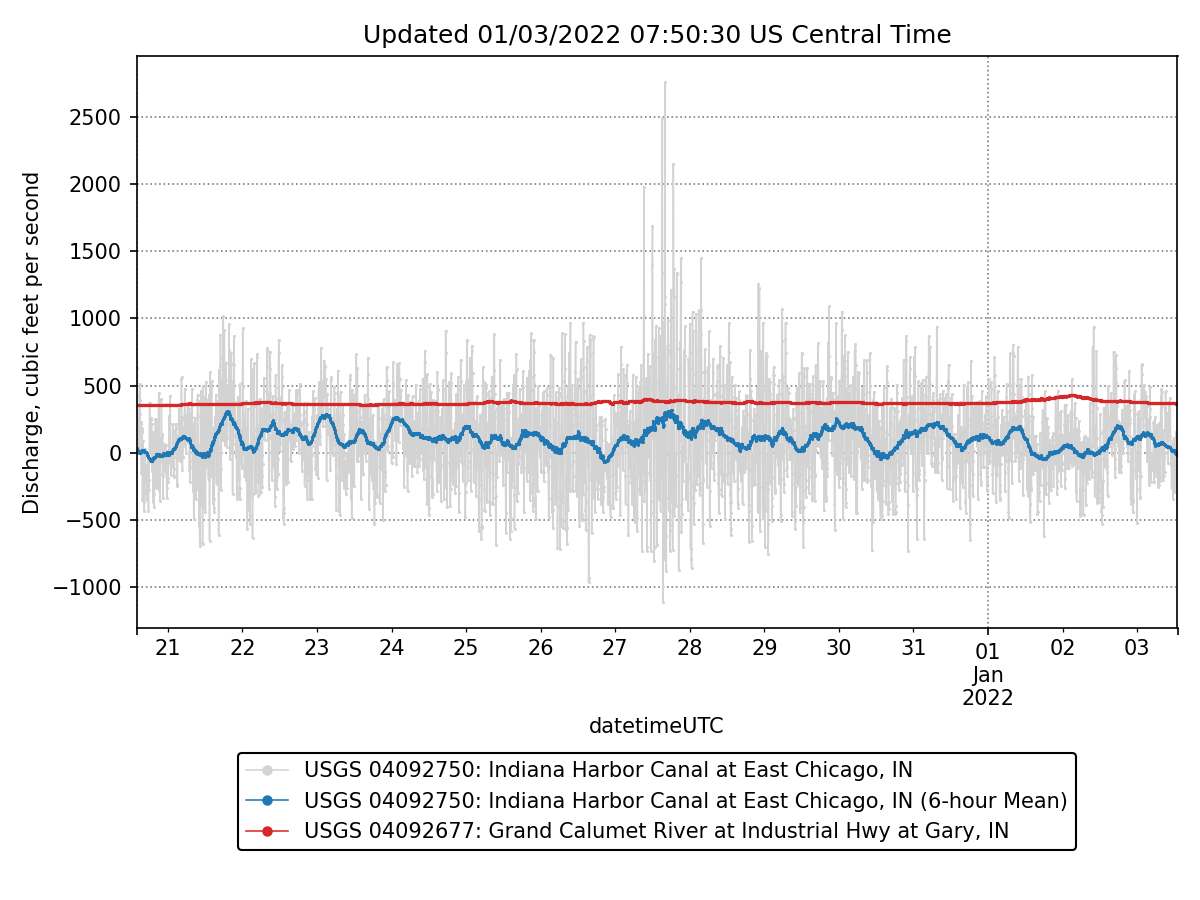 Updated 01/03/2022 07:50:30 US Central Time
Discharge, cubic feet per second
2500
2000
1500
1000
500
0
−500
−1000
21 22 23 24 25 26 27 28 29 30 31 01 02 03
Jan
2022
datetimeUTC
USGS 04092750: Indiana Harbor Canal at East Chicago, IN
USGS 04092750: Indiana Harbor Canal at East Chicago, IN (6-hour Mean)
USGS 04092677: Grand Calumet River at Industrial Hwy at Gary, IN